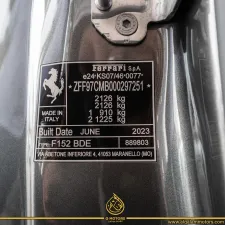 Ferrari SpA
e24*KS07/46*0077*
ZFF97CMB000297251
2126 kg
2126 kg
1 910 kg
2 1225 kg
MADE IN ITALY
Built Date JUNE 2023
Type F152 BDE 889803
VIA ABETONE INFERIORE 4, 41053 MARANELLO (MO)